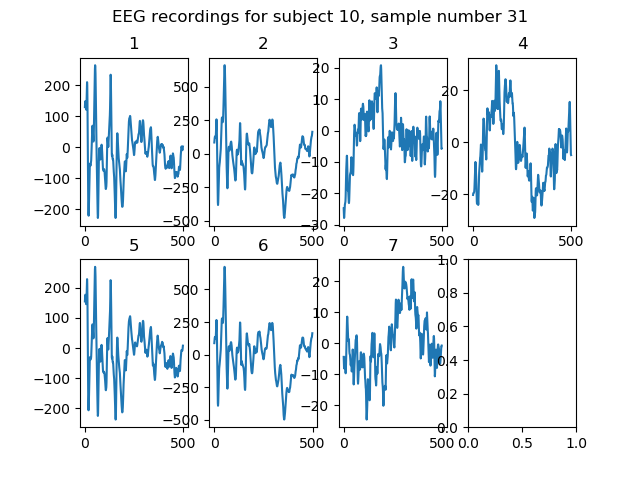 EEG recordings for subject 10, sample number 31
1 2 3 4
200 100 0 −100 −200
500 250 0 −250 −500
20 10 0 −10 −20 −30
20 0 −20
0 500 0 500 0 500 0 500
5 6 7
200 100 0 −100 −200
500 250 0 −250 −500
20 10 0 −10 −20
1.0 0.8 0.6 0.4 0.2 0.0
0 500 0 500 0 500 0.0 0.5 1.0